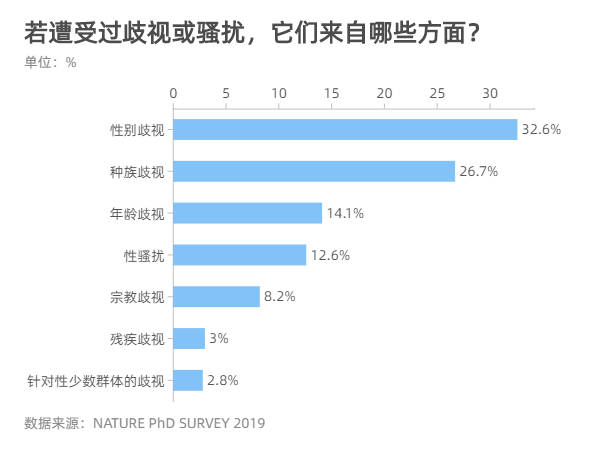 若遭受过歧视或骚扰，它们来自哪些方面？
单位：%
0 5 10 15 20 25 30
性别歧视 32.6%
种族歧视 26.7%
年龄歧视 14.1%
性骚扰 12.6%
宗教歧视 8.2%
残疾歧视 3%
针对性少数群体的歧视 2.8%
数据来源：NATURE PhD SURVEY 2019